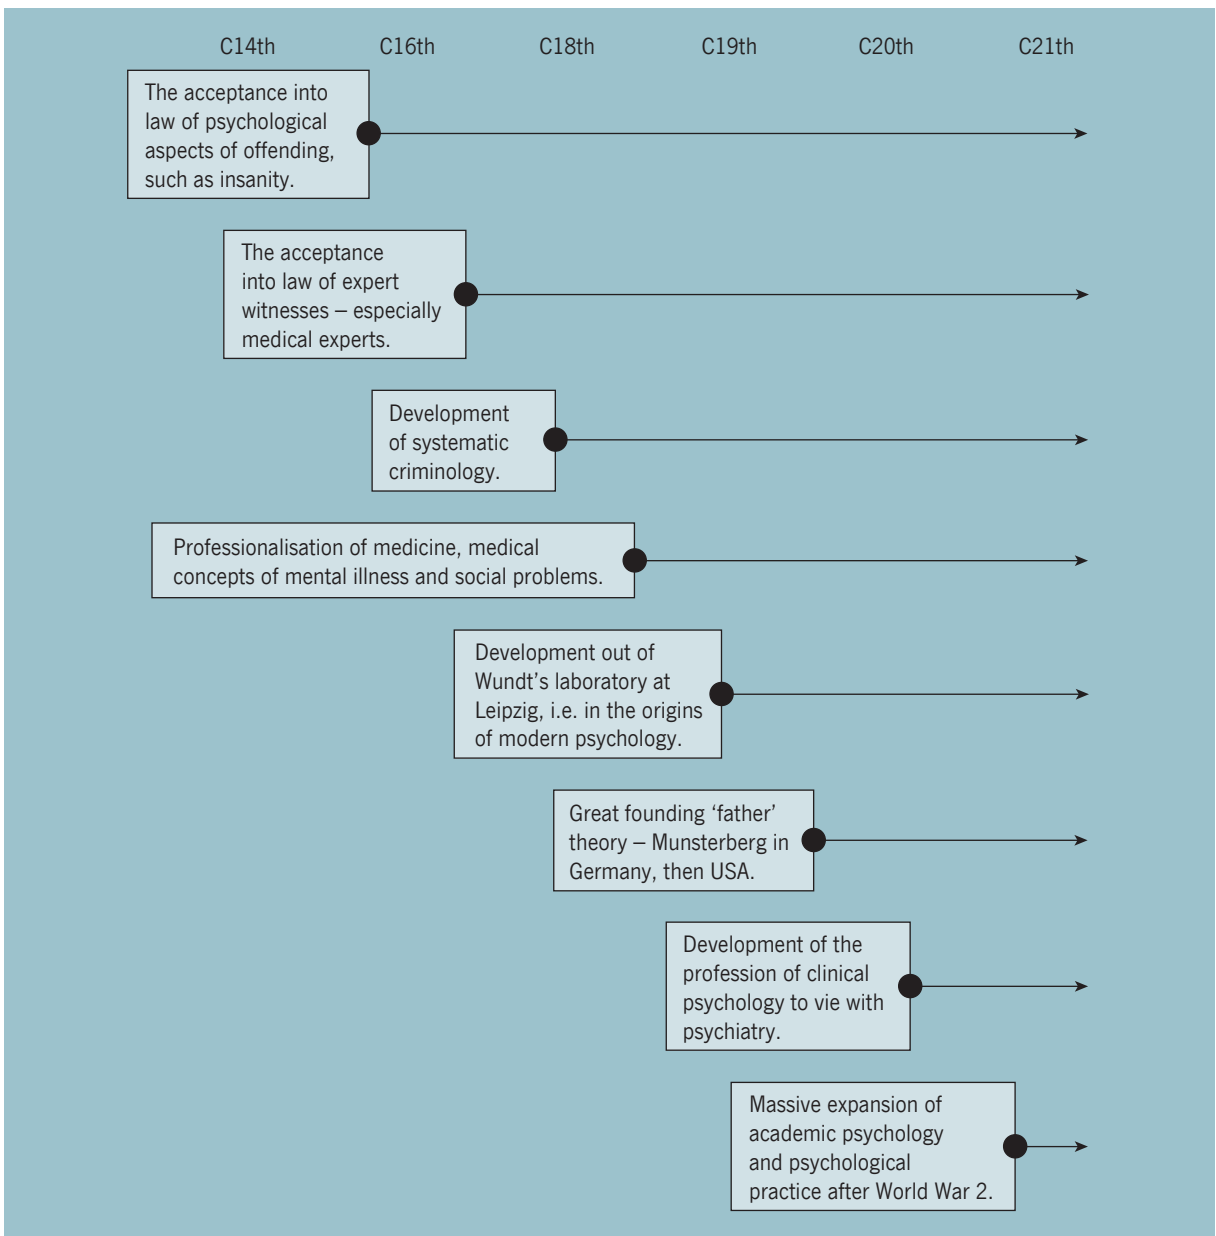 C14th C16th C18th C19th C20th C21th
The acceptance into
law of psychological
aspects of offending,
such as insanity.
The acceptance
into law of expert
witnesses – especially
medical experts.
Development
of systematic
criminology.
Professionalisation of medicine, medical
concepts of mental illness and social problems.
Development out of
Wundt’s laboratory at
Leipzig, i.e. in the origins
of modern psychology.
Great founding ‘father’
theory – Munsterberg in
Germany, then USA.
Development of the
profession of clinical
psychology to vie with
psychiatry.
Massive expansion of
academic psychology
and psychological
practice after World War 2.